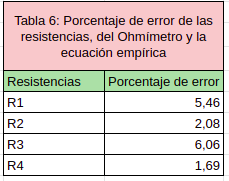 Tabla 6: Porcentaje de error de las
resistencias, del Ohmímetro y la
ecuación empírica
Resistencias Porcentaje de error
R1 5,46
R2 2,08
R3 6,06
R4 1,69